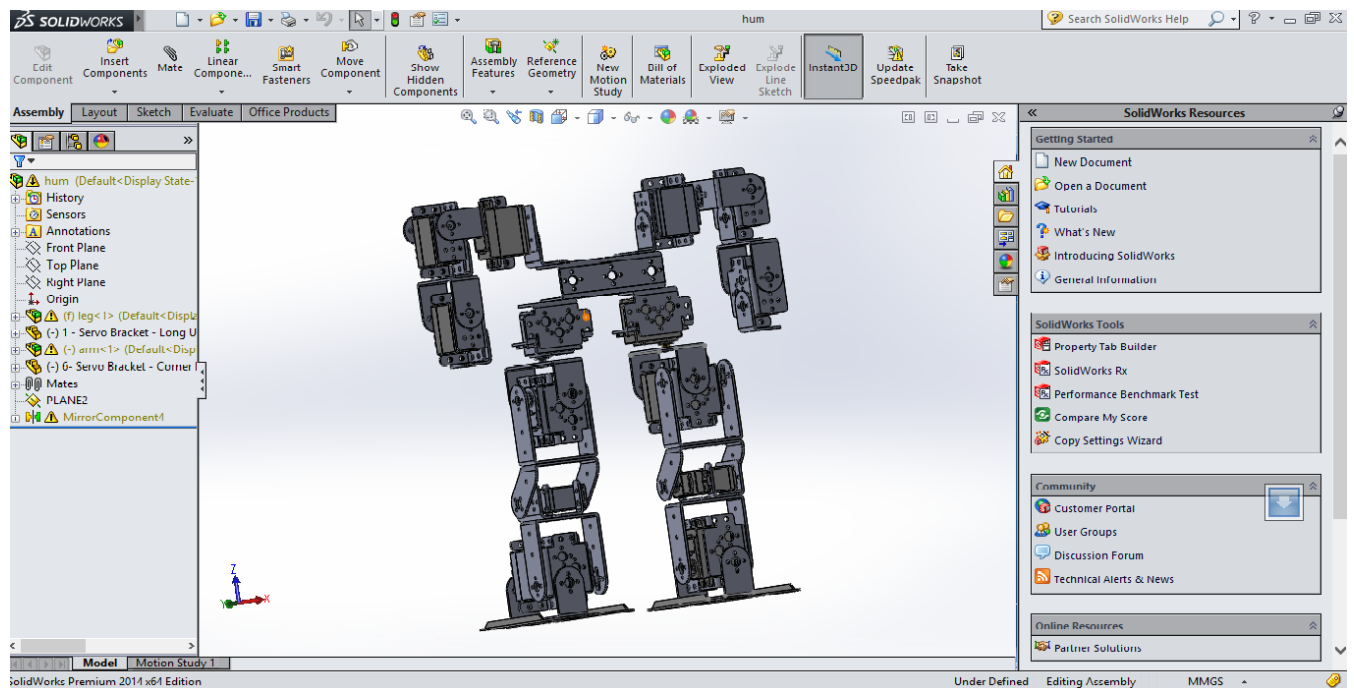 SOLIDWORKS
hum
Search SolidWorks Help
Edit Component
Insert Components
Mate
Linear Compone...
Smart Fasteners
Move Component
Show Hidden Components
Assembly Features
Reference Geometry
New Motion Study
Bill of Materials
Exploded View
Explode Line Sketch
Instant3D
Update Speedpak
Take Snapshot
Assembly Layout Sketch Evaluate Office Products
hum (Default<Display State-
History
Sensors
A Annotations
Front Plane
Top Plane
Right Plane
Origin
(f) leg<1> (Default<Displa
(-) 1 - Servo Bracket - Long U
(-) arm<1> (Default<Disp
(-) 6- Servo Bracket - Corner
Mates
PLANE2
MirrorComponent4
Z
Y X
SolidWorks Resources
Getting Started
New Document
Open a Document
Tutorials
What's New
Introducing SolidWorks
General Information
SolidWorks Tools
Property Tab Builder
SolidWorks Rx
Performance Benchmark Test
Compare My Score
Copy Settings Wizard
Community
Customer Portal
User Groups
Discussion Forum
Technical Alerts & News
Online Resources
Partner Solutions
Model Motion Study 1
SolidWorks Premium 2014 x64 Edition
Under Defined Editing Assembly MMGS